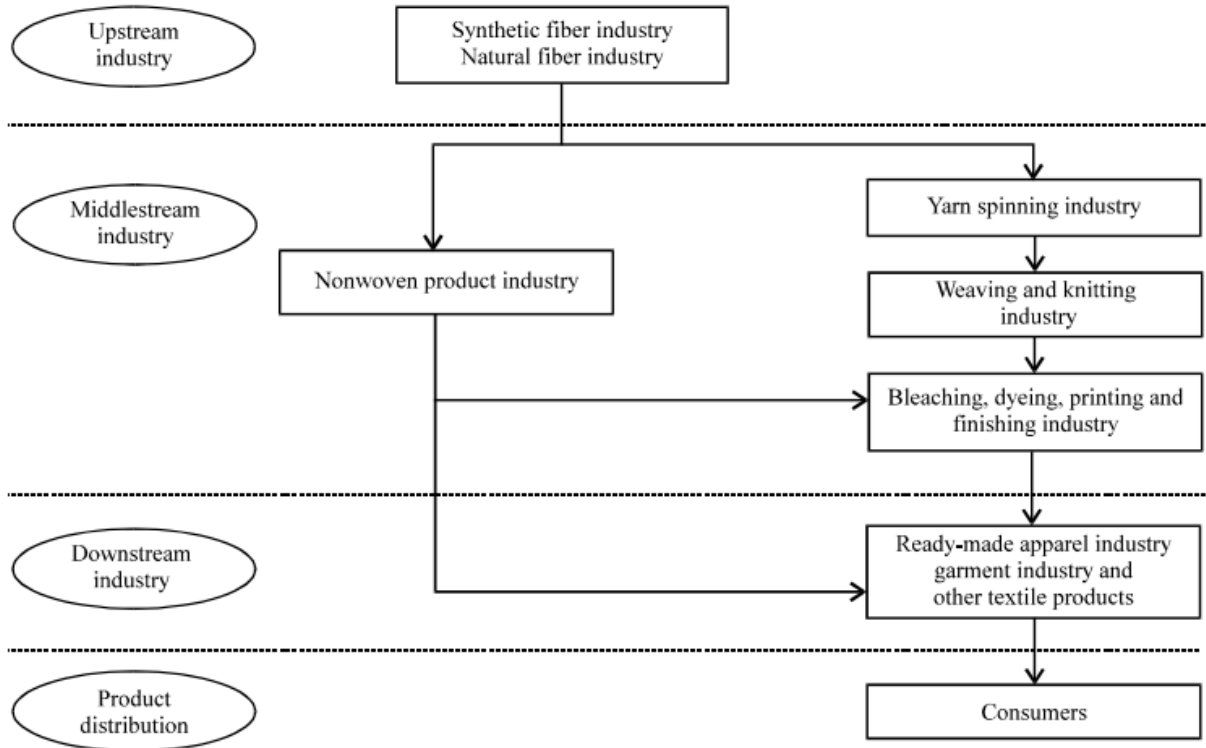 Upstream
industry
Synthetic fiber industry
Natural fiber industry
Middlestream
industry
Yarn spinning industry
Nonwoven product industry
Weaving and knitting
industry
Bleaching, dyeing, printing and
finishing industry
Downstream
industry
Ready-made apparel industry
garment industry and
other textile products
Product
distribution
Consumers